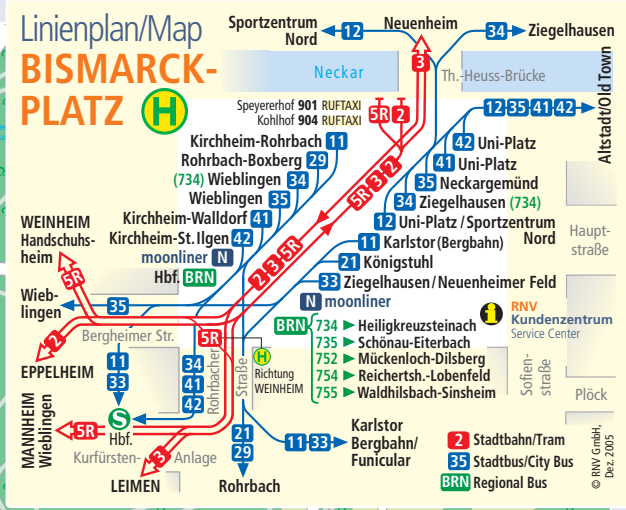 Linienplan/Map
BISMARCK-
PLATZ H
Sportzentrum
Nord
12
Neuenheim
3
34
Ziegelhausen
Neckar
Th.-Heuss-Brücke
Speyererhof 901 RUFTAXI
Kohlhof 904 RUFTAXI
5R 2
12 35 41 42
Altstadt/Old Town
Kirchheim-Rohrbach 11
Rohrbach-Boxberg 29
(734) Wieblingen 34
Wieblingen 35
Kirchheim-Walldorf 41
Kirchheim-St.Ilgen 42
moonliner N
Hbf. BRN
42 Uni-Platz
41 Uni-Platz
35 Neckargemünd
34 Ziegelhausen (734)
12 Uni-Platz/Sportzentrum
Nord
11 Karlstor (Bergbahn)
21 Königstuhl
33 Ziegelhausen/Neuenheimer Feld
N moonliner
5R-3-2
2-3-5R
Haupt-
straße
WEINHEIM
Handschuhs-
heim
5R
Wieb-
lingen
35
Bergheimer Str.
2
EPPELHEIM
11
33
S
Hbf.
34
41
42
Rohrbacher
Straße
5R
H
Richtung
WEINHEIM
BRN
734 Heiligkreuzsteinach
735 Schönau-Eiterbach
752 Mückenloch-Dilsberg
754 Reichertsh.-Lobenfeld
755 Waldhilsbach-Sinsheim
i
RNV
Kundenzentrum
Service Center
Sofien-
straße
Plöck
MANNHEIM
Wieblingen
5R
Kurfürsten-Anlage
3
LEIMEN
21
29
Rohrbach
11 33
Karlstor
Bergbahn/
Funicular
2 Stadtbahn/Tram
35 Stadtbus/City Bus
BRN Regional Bus
© RNV GmbH,
Dez. 2005